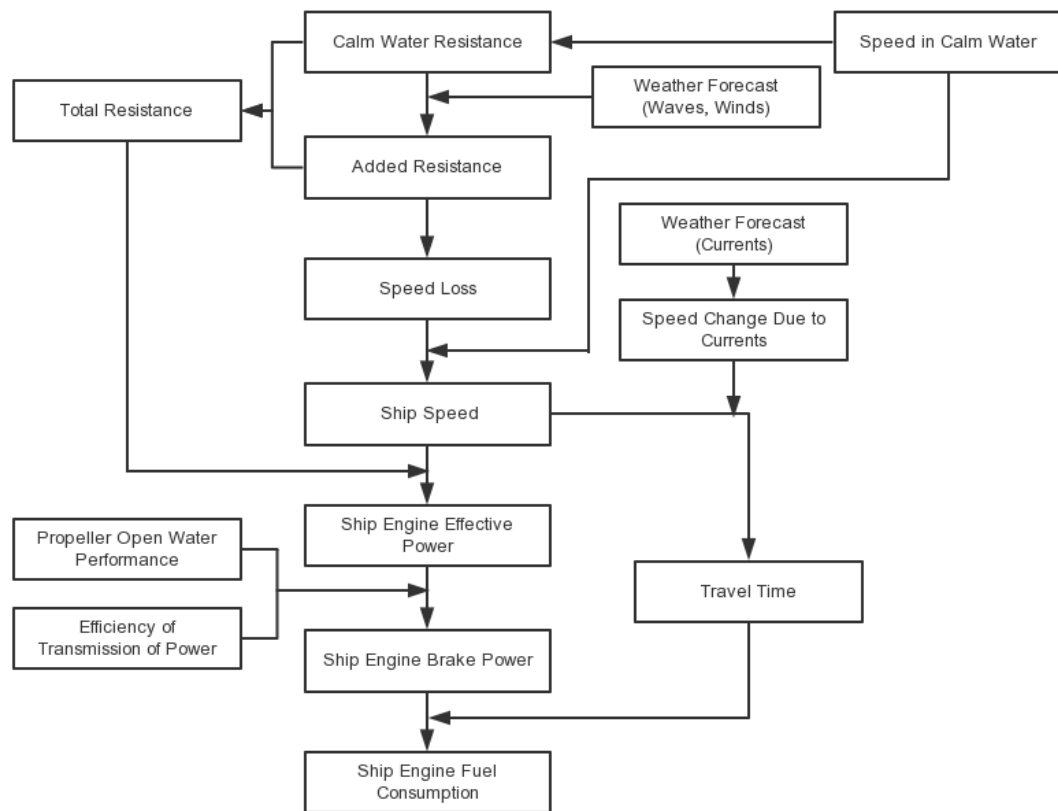 Calm Water Resistance
Speed in Calm Water
Weather Forecast
(Waves, Winds)
Total Resistance
Added Resistance
Weather Forecast
(Currents)
Speed Loss
Speed Change Due to
Currents
Ship Speed
Ship Engine Effective
Power
Propeller Open Water
Performance
Travel Time
Efficiency of
Transmission of Power
Ship Engine Brake Power
Ship Engine Fuel
Consumption